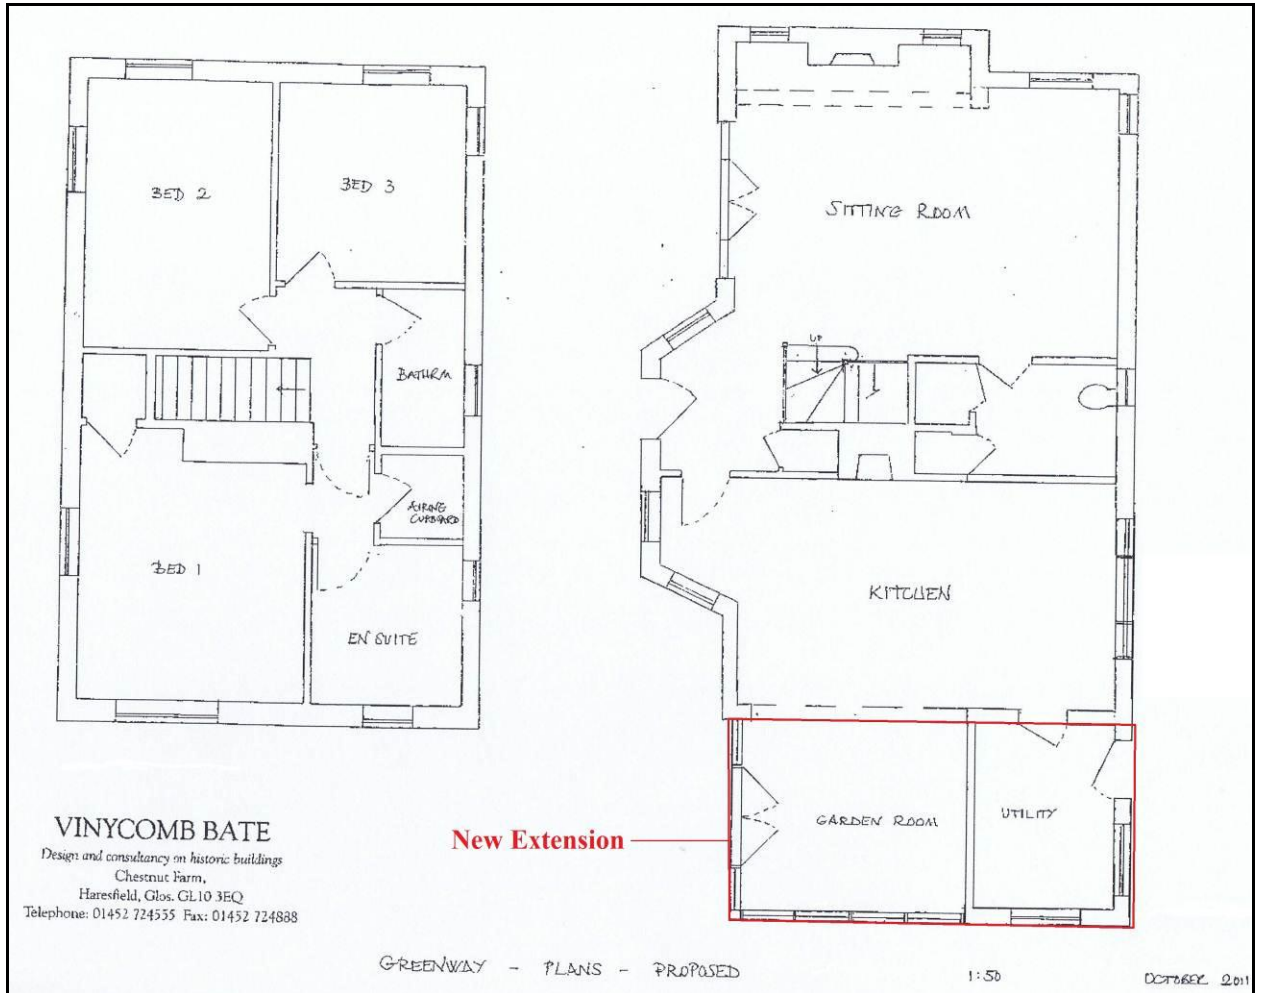 BED 2
BED 3
BATHRM
AIRING
CUPBOARD
BED 1
EN SUITE
SITTING ROOM
UP
KITCHEN
GARDEN ROOM
UTILITY
New Extension
VINYCOMB BATE
Design and consultancy on historic buildings
Chestnut Farm,
Haresfield, Glos. GL10 3EQ
Telephone: 01452 724555 Fax: 01452 724888
GREENWAY - PLANS - PROPOSED
1:50
OCTOBER 2011